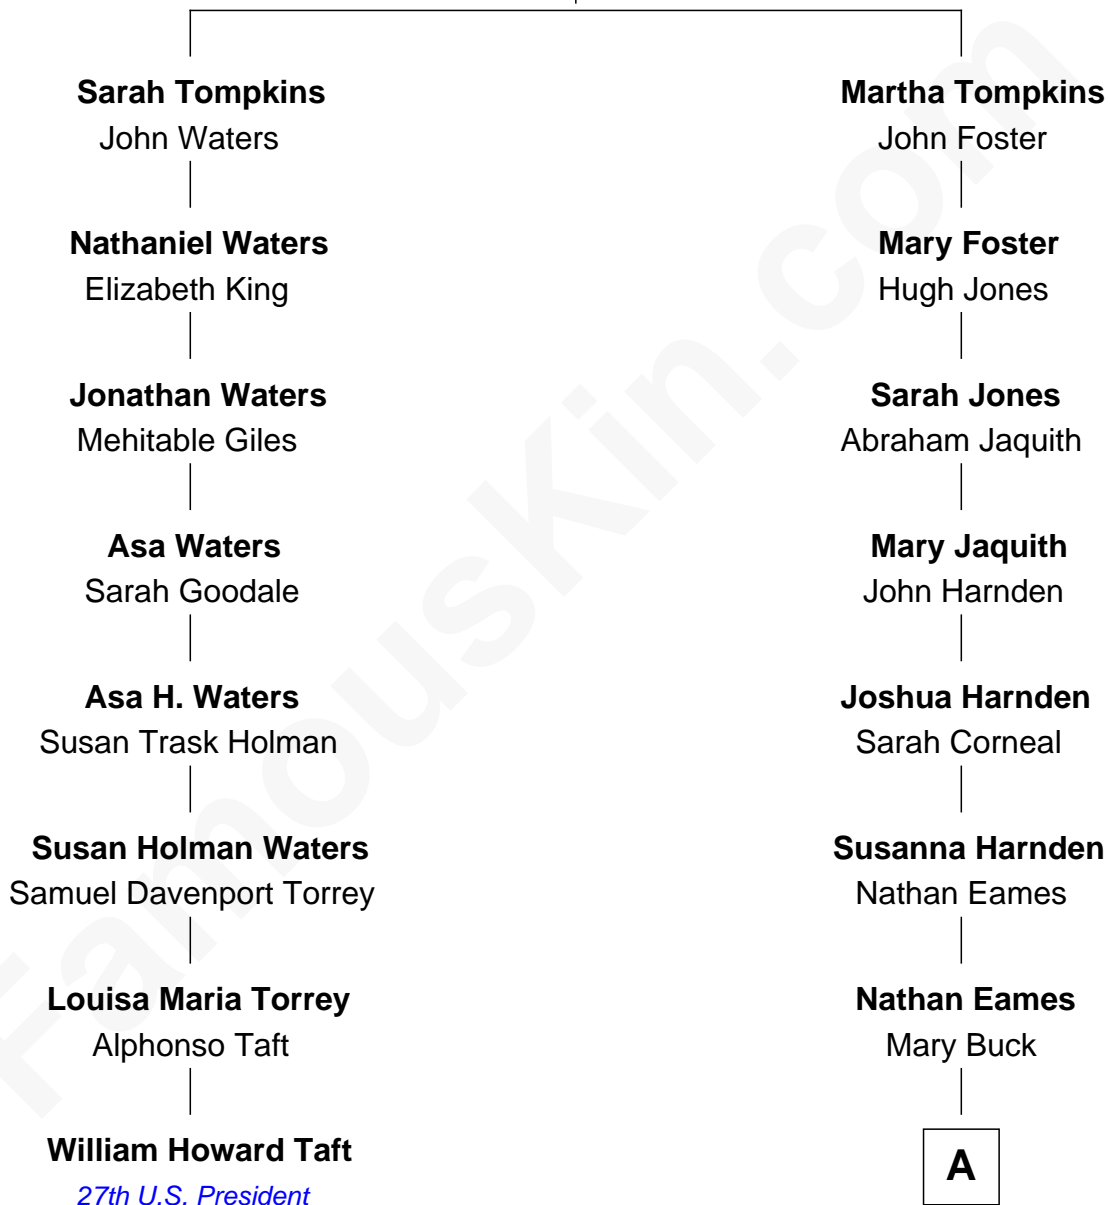 Sarah Tompkins
John Waters
Nathaniel Waters
Elizabeth King
Jonathan Waters
Mehitable Giles
Asa Waters
Sarah Goodale
Asa H. Waters
Susan Trask Holman
Susan Holman Waters
Samuel Davenport Torrey
Louisa Maria Torrey
Alphonso Taft
William Howard Taft
27th U.S. President
Martha Tompkins
John Foster
Mary Foster
Hugh Jones
Sarah Jones
Abraham Jaquith
Mary Jaquith
John Harnden
Joshua Harnden
Sarah Corneal
Susanna Harnden
Nathan Eames
Nathan Eames
Mary Buck
A
FamousKin.com